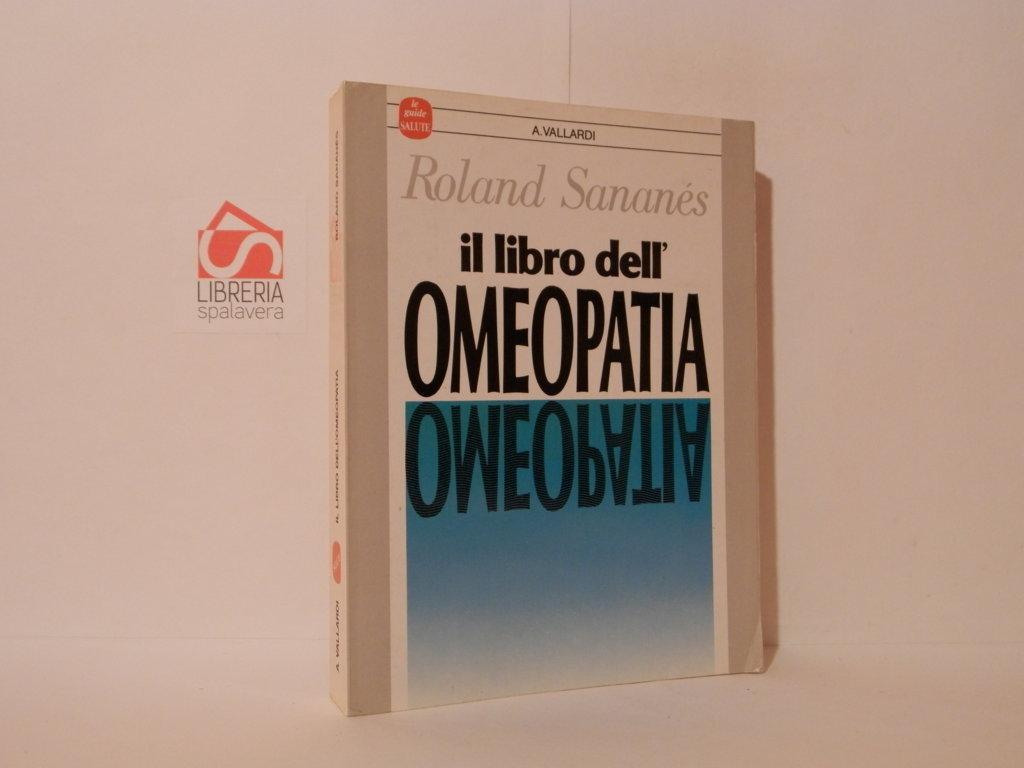 le
guide
SALUTE
A.VALLARDI
Roland Sananés
il libro dell'
OMEOPATIA
OMEOPATIA
ROLAND SANANÉS
IL LIBRO DELL'OMEOPATIA
A. VALLARDI
LIBRERIA
spalavera